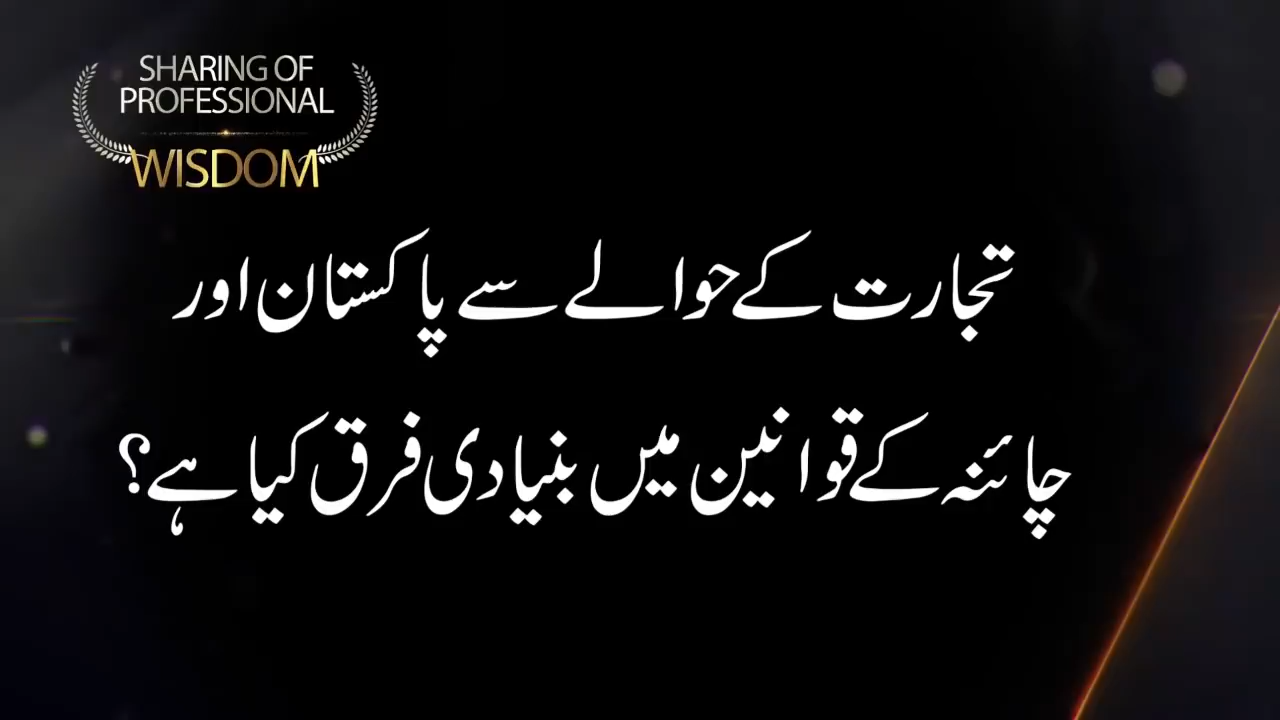 SHARING OF
PROFESSIONAL
WISDOM
تجارت کے حوالے سے پاکستان اور
چائنہ کے قوانین میں بنیادی فرق کیا ہے؟